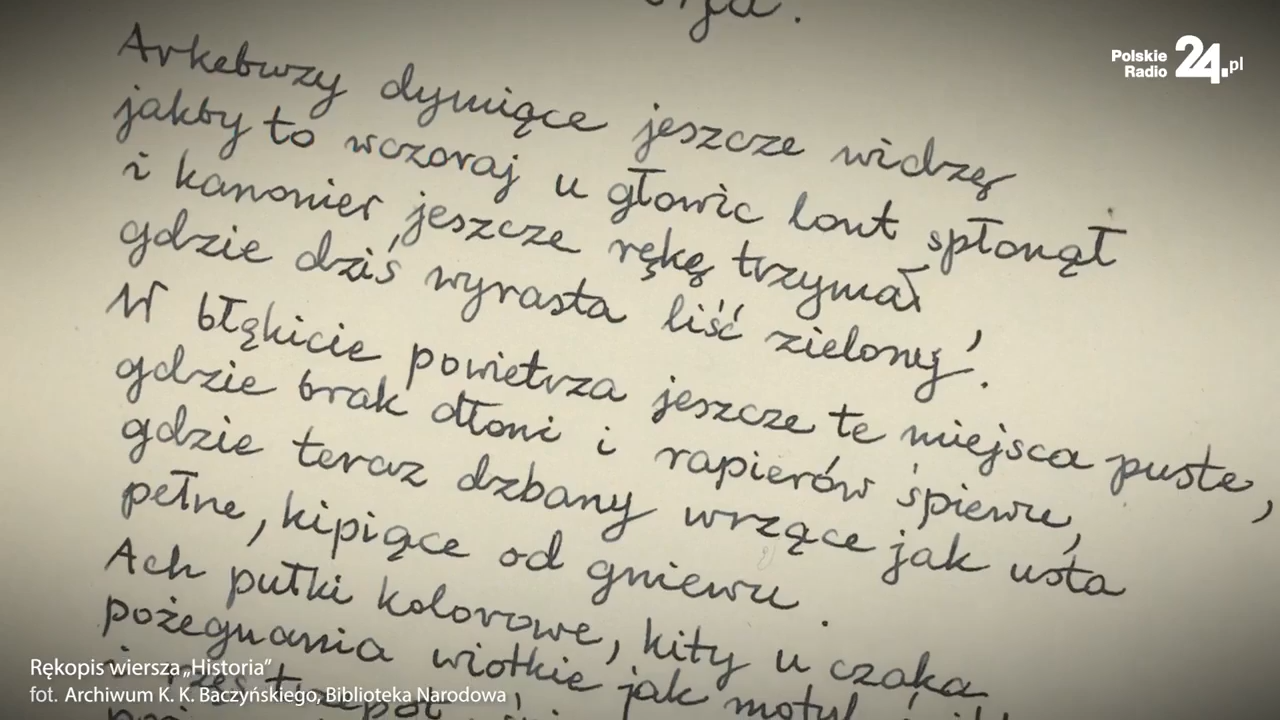 Polskie
Radio 24.pl
Arkebuzy dymiące jeszcze widzę
jakby to wczoraj u głowic lont spłonął
i kanonier jeszcze rękę trzymał,
gdzie dziś wyrasta liść zielony.
W błękicie powietrza jeszcze te miejsca puste,
gdzie brak dłoni i rapierów śpiewu,
gdzie teraz dzbany wrzące jak usta
pełne, kipiące od gniewu.
Ach pułki kolorowe, kity u czaka
pożegnania wiotkie jak motyl
Rękopis wiersza „Historia”
fot. Archiwum K. K. Baczyńskiego, Biblioteka Narodowa